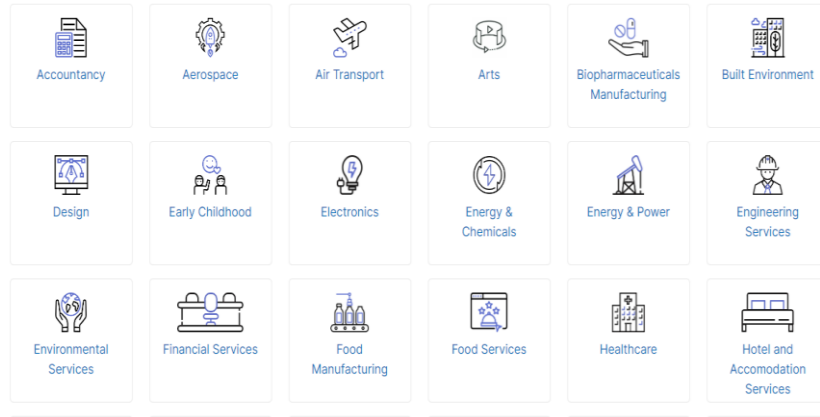 Accountancy
Aerospace
Air Transport
Arts
Biopharmaceuticals
Manufacturing
Built Environment
Design
Early Childhood
Electronics
Energy &
Chemicals
Energy & Power
Engineering
Services
Environmental
Services
Financial Services
Food
Manufacturing
Food Services
Healthcare
Hotel and
Accomodation
Services